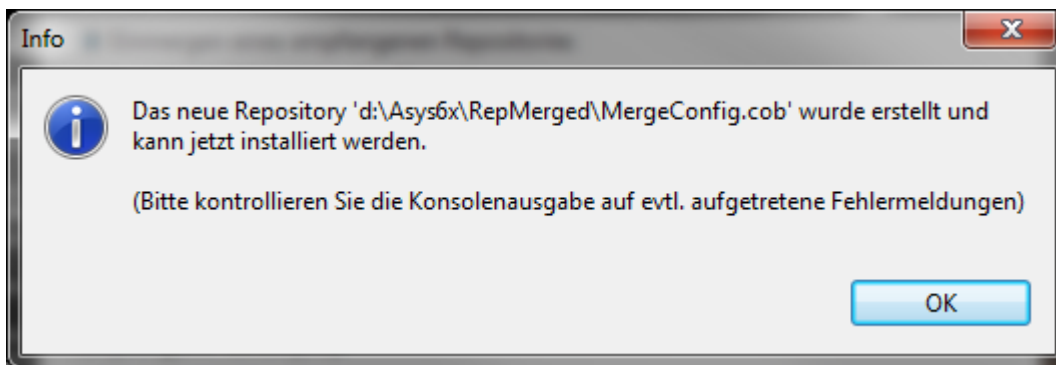 Info
Das neue Repository 'd:\Asys6x\RepMerged\MergeConfig.cob' wurde erstellt und
kann jetzt installiert werden.
(Bitte kontrollieren Sie die Konsolenausgabe auf evtl. aufgetretene Fehlermeldungen)
OK